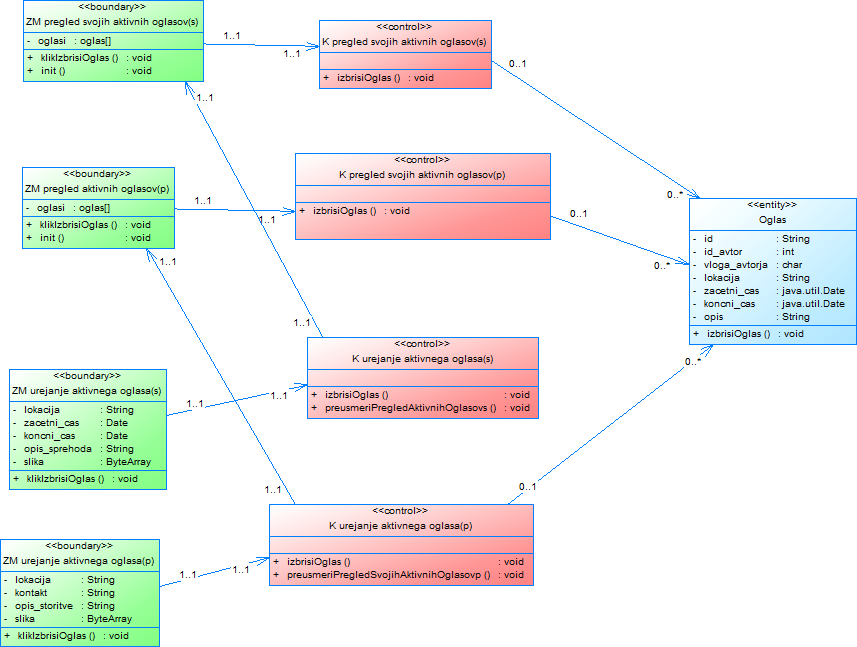 <<boundary>>
ZM pregled svojih aktivnih oglasov(s)
- oglasi : oglas[]
+ klikIzbrisiOglas () : void
+ init () : void
1..1
1..1
<<control>>
K pregled svojih aktivnih oglasov(s)
+ izbrisiOglas () : void
0..1
0..*
1..1
<<boundary>>
ZM pregled aktivnih oglasov(p)
- oglasi : oglas[]
+ klikIzbrisiOglas () : void
+ init () : void
1..1
1..1
<<control>>
K pregled svojih aktivnih oglasov(p)
+ izbrisiOglas () : void
0..1
0..*
<<entity>>
Oglas
- id : String
- id_avtor : int
- vloga_avtorja : char
- lokacija : String
- zacetni_cas : java.util.Date
- koncni_cas : java.util.Date
- opis : String
+ izbrisiOglas () : void
0..*
1..1
1..1
<<control>>
K urejanje aktivnega oglasa(s)
+ izbrisiOglas () : void
+ preusmeriPregledAktivnihOglasovs () : void
<<boundary>>
ZM urejanje aktivnega oglasa(s)
- lokacija : String
- zacetni_cas : Date
- koncni_cas : Date
- opis_sprehoda : String
- slika : ByteArray
+ klikIzbrisiOglas () : void
1..1
1..1
1..1
0..1
<<control>>
K urejanje aktivnega oglasa(p)
+ izbrisiOglas () : void
+ preusmeriPregledSvojihAktivnihOglasovp () : void
<<boundary>>
ZM urejanje aktivnega oglasa(p)
- lokacija : String
- kontakt : String
- opis_storitve : String
- slika : ByteArray
+ klikIzbrisiOglas () : void
1..1
1..1